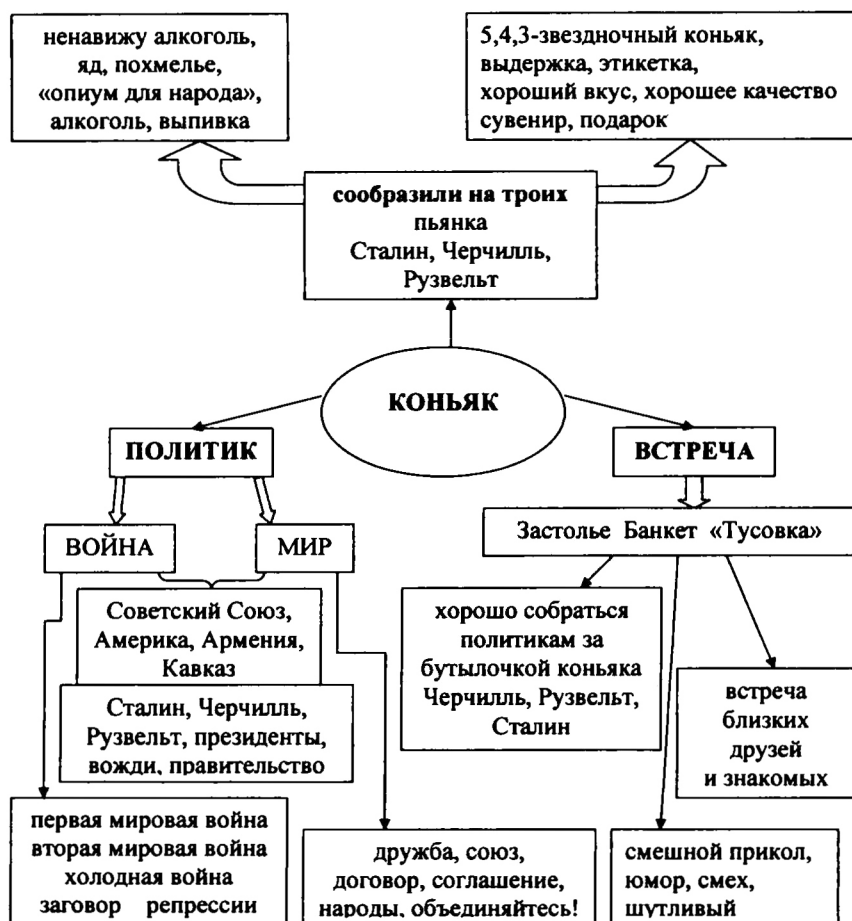 ненавижу алкоголь,
яд, похмелье,
«опиум для народа»,
алкоголь, выпивка
5,4,3-звездночный коньяк,
выдержка, этикетка,
хороший вкус, хорошее качество
сувенир, подарок
сообразили на троих
пьянка
Сталин, Черчилль,
Рузвельт
КОНЬЯК
ПОЛИТИК
ВСТРЕЧА
ВОЙНА
МИР
Застолье Банкет «Тусовка»
Советский Союз,
Америка, Армения,
Кавказ
Сталин, Черчилль,
Рузвельт, президенты,
вожди, правительство
хорошо собраться
политикам за
бутылочкой коньяка
Черчилль, Рузвельт,
Сталин
встреча
близких
друзей
и знакомых
первая мировая война
вторая мировая война
холодная война
заговор репрессии
дружба, союз,
договор, соглашение,
народы, объединяйтесь!
смешной прикол,
юмор, смех,
шутливый